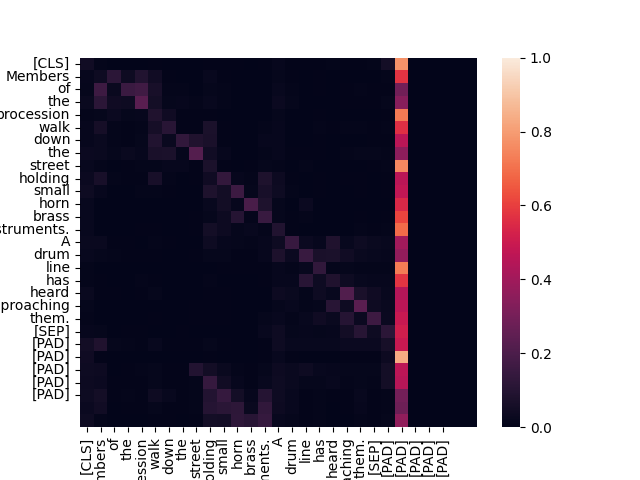 [CLS]
Members
of
the
procession
walk
down
the
street
holding
small
horn
brass
struments.
A
drum
line
has
heard
proaching
them.
[SEP]
[PAD]
[PAD]
[PAD]
[PAD]
[PAD]
[CLS]
mbers
of
the
ession
walk
down
the
street
olding
small
horn
brass
ments.
A
drum
line
has
heard
aching
them.
[SEP]
[PAD]
[PAD]
[PAD]
[PAD]
[PAD]
1.0
0.8
0.6
0.4
0.2
0.0